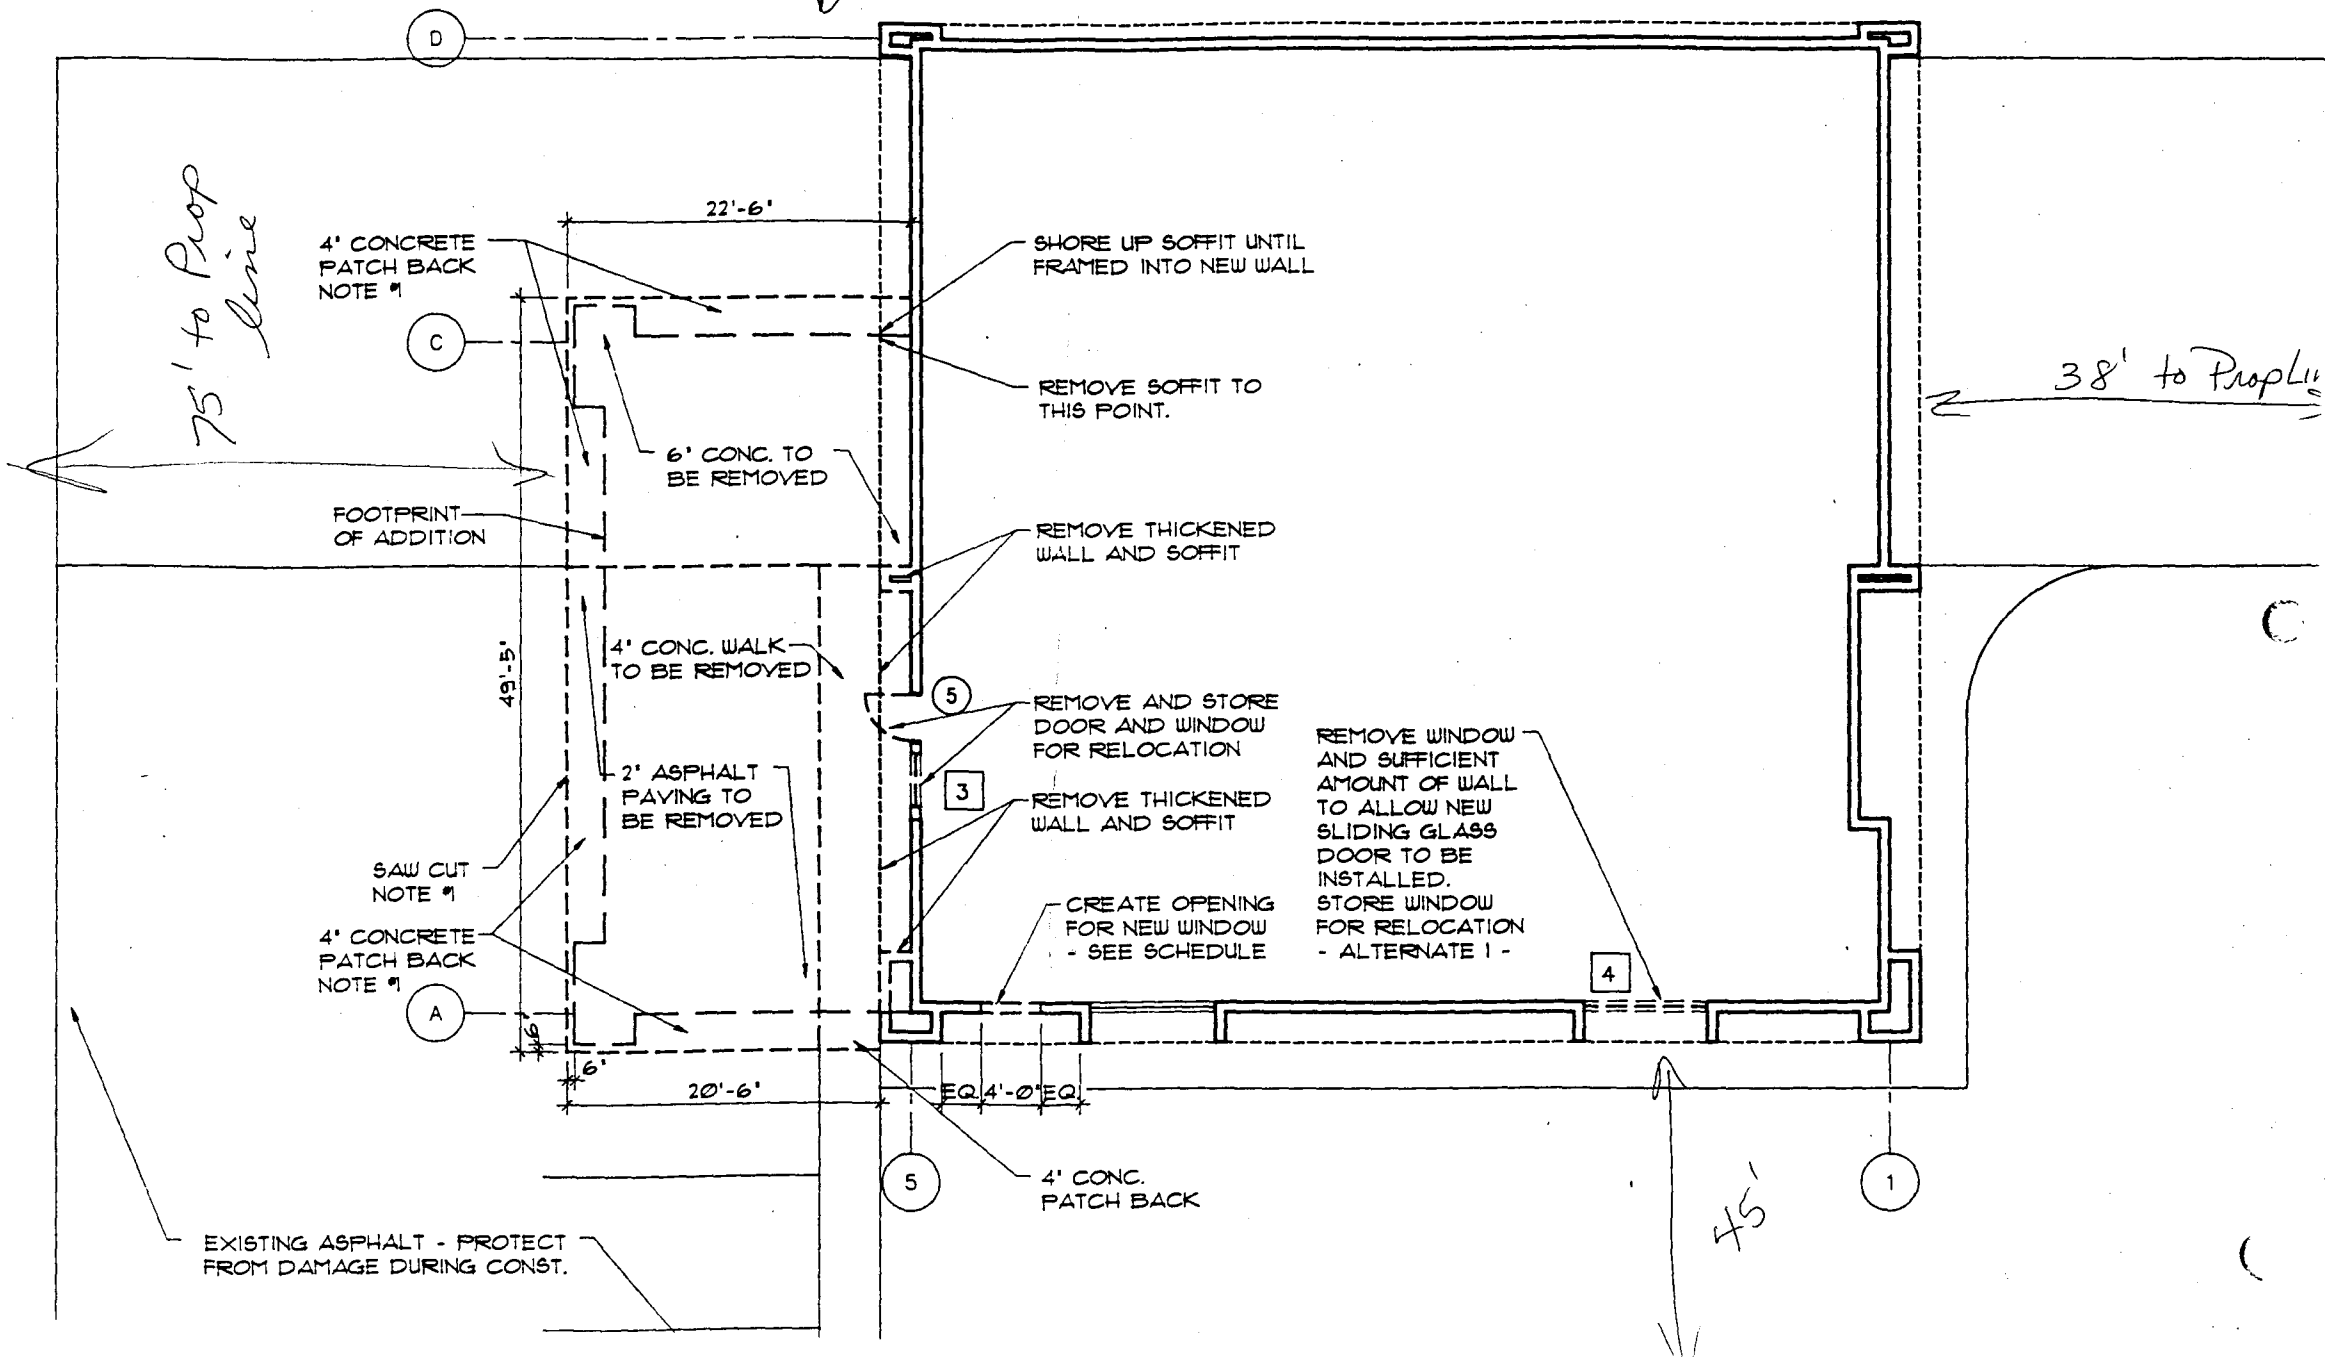 D
75' to Prop
line
22'-6"
4" CONCRETE
PATCH BACK
NOTE #1
SHORE UP SOFFIT UNTIL
FRAMED INTO NEW WALL
C
REMOVE SOFFIT TO
THIS POINT.
38' to Prop
6" CONC. TO
BE REMOVED
FOOTPRINT
OF ADDITION
REMOVE THICKENED
WALL AND SOFFIT
49'-5"
4" CONC. WALK
TO BE REMOVED
5
REMOVE AND STORE
DOOR AND WINDOW
FOR RELOCATION
3
2" ASPHALT
PAVING TO
BE REMOVED
REMOVE THICKENED
WALL AND SOFFIT
REMOVE WINDOW
AND SUFFICIENT
AMOUNT OF WALL
TO ALLOW NEW
SLIDING GLASS
DOOR TO BE
INSTALLED.
STORE WINDOW
FOR RELOCATION
- ALTERNATE 1 -
SAW CUT
NOTE #1
CREATE OPENING
FOR NEW WINDOW
- SEE SCHEDULE
4" CONCRETE
PATCH BACK
NOTE #1
4
A
6"
6"
20'-6"
EQ 4'-0" EQ
5
4" CONC.
PATCH BACK
1
45'
EXISTING ASPHALT - PROTECT
FROM DAMAGE DURING CONST.